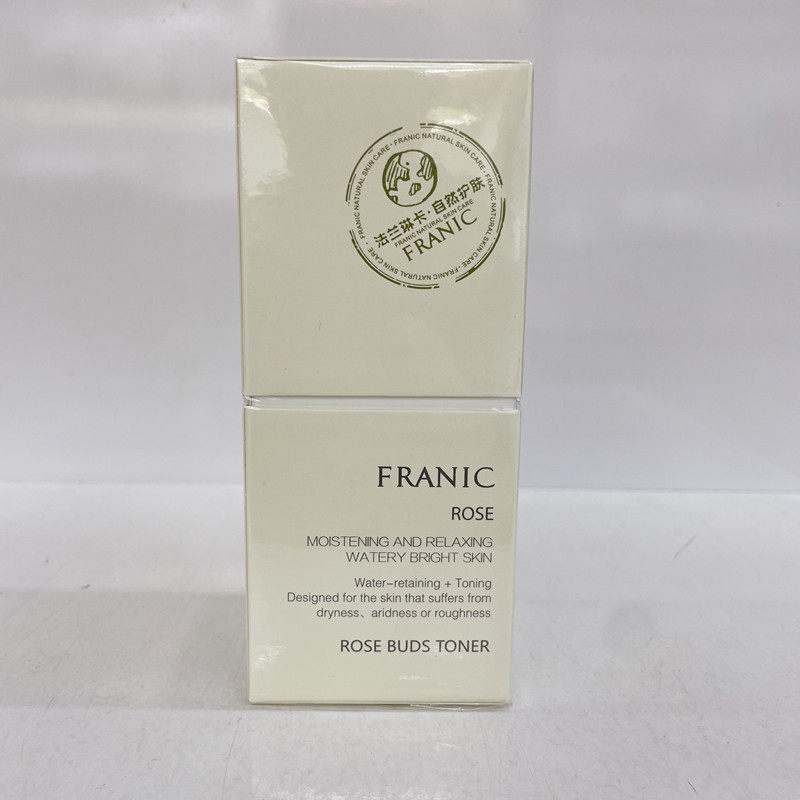 FRANIC NATURAL SKIN CARE · FRANIC NATURAL SKIN CARE · FRANIC NATURAL SKIN CARE · FRANIC NATURAL SKIN CARE ·
法兰琳卡·自然护肤
FRANIC NATURAL SKIN CARE
FRANIC
FRANIC
ROSE
MOISTENING AND RELAXING
WATERY BRIGHT SKIN
Water-retaining + Toning
Designed for the skin that suffers from
dryness、aridness or roughness
ROSE BUDS TONER